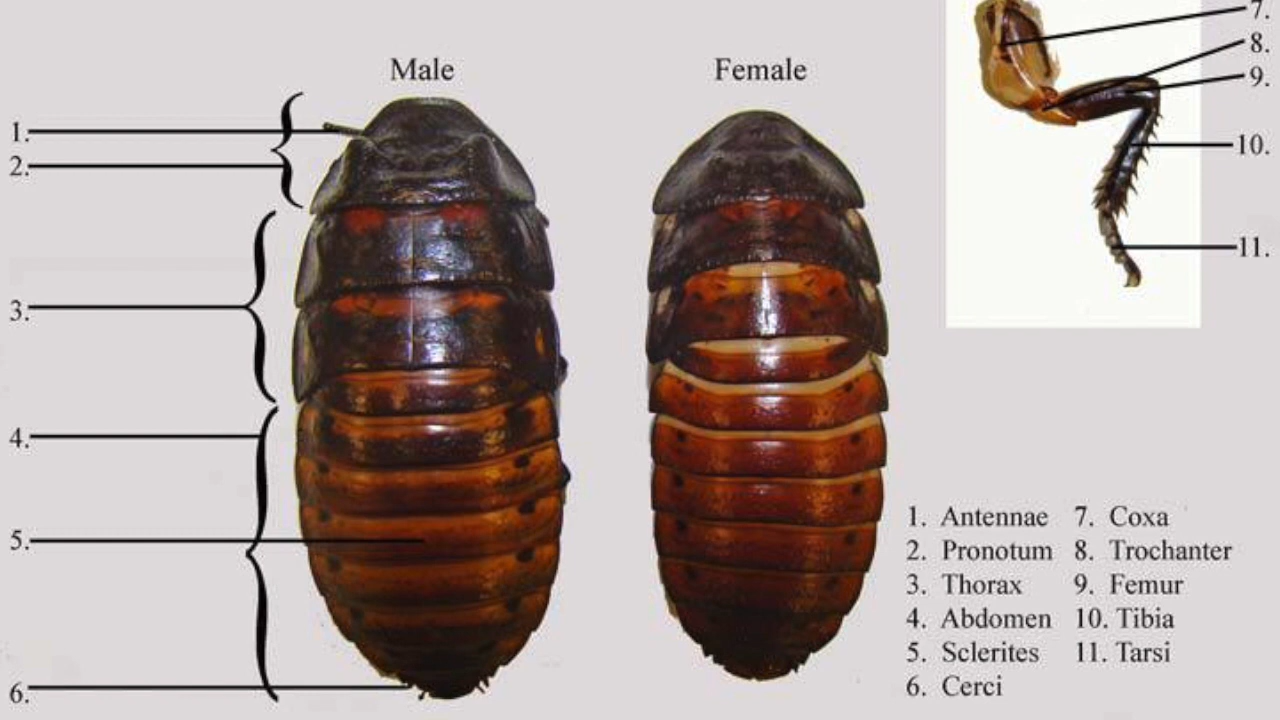 Male
Female
1.
2.
3.
4.
5.
6.
7.
8.
9.
10.
11.
1. Antennae 7. Coxa
2. Pronotum 8. Trochanter
3. Thorax 9. Femur
4. Abdomen 10. Tibia
5. Sclerites 11. Tarsi
6. Cerci